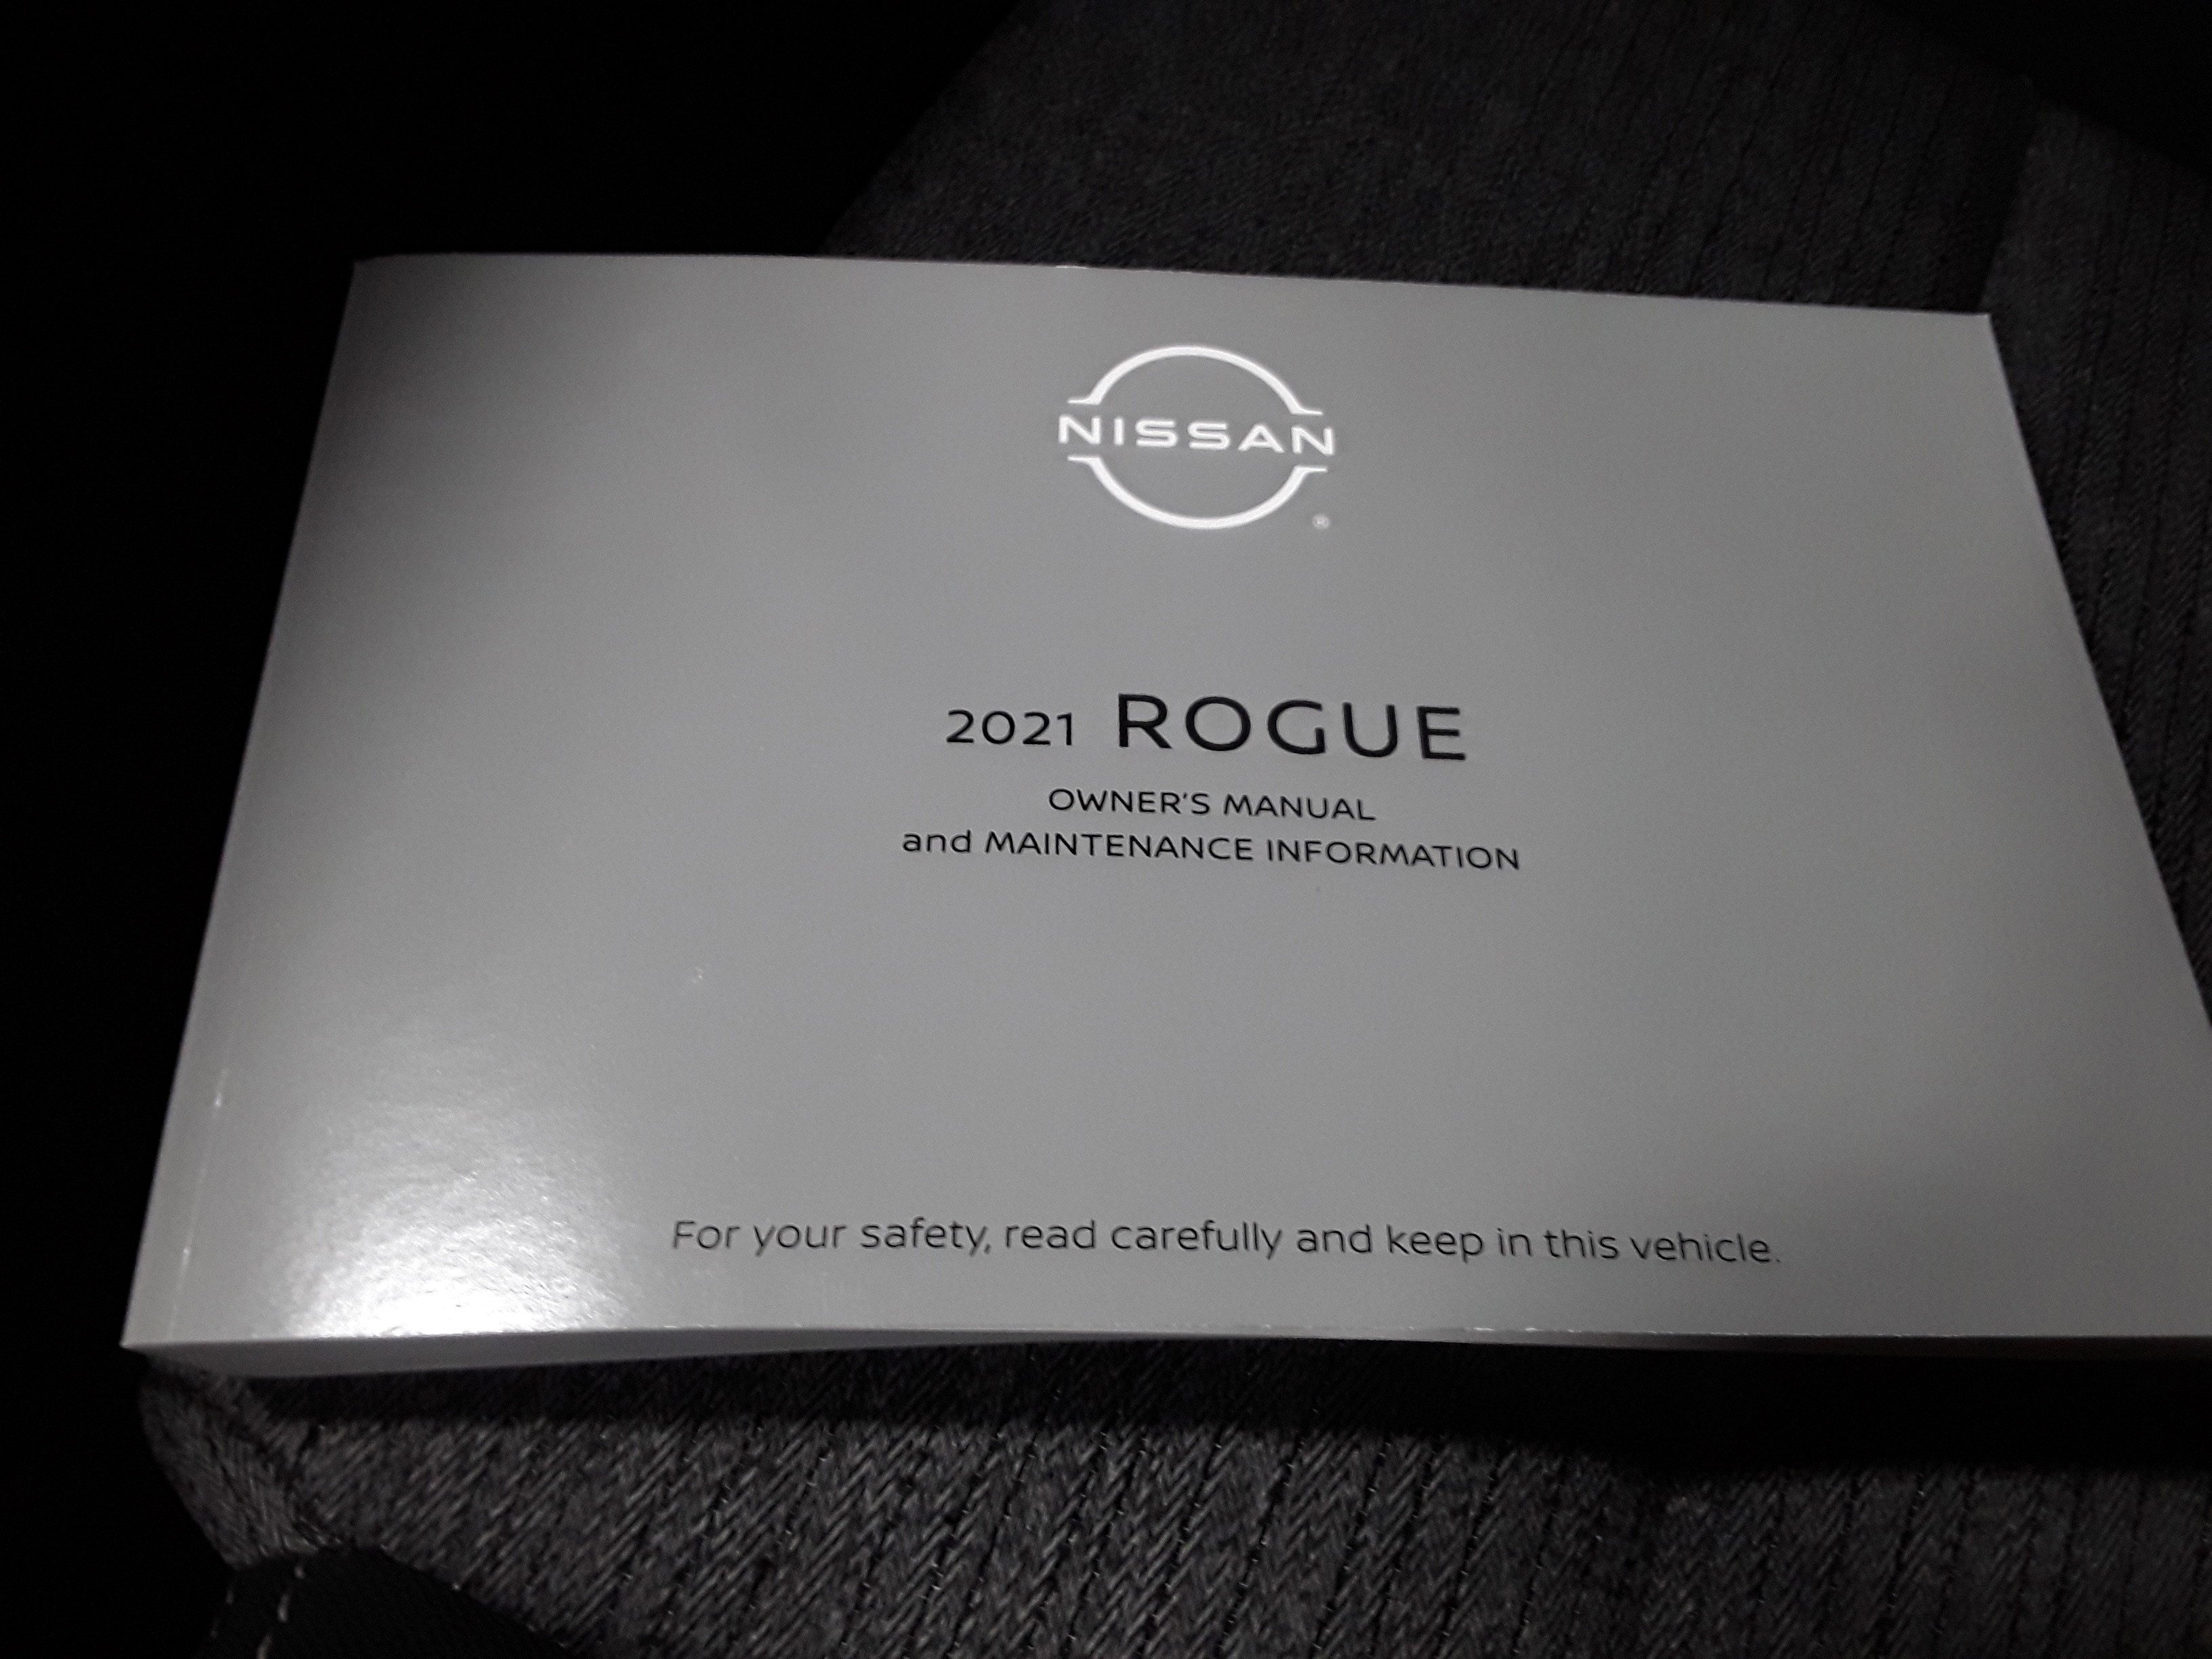 NISSAN
®
2021 ROGUE
OWNER'S MANUAL
and MAINTENANCE INFORMATION
For your safety, read carefully and keep in this vehicle.